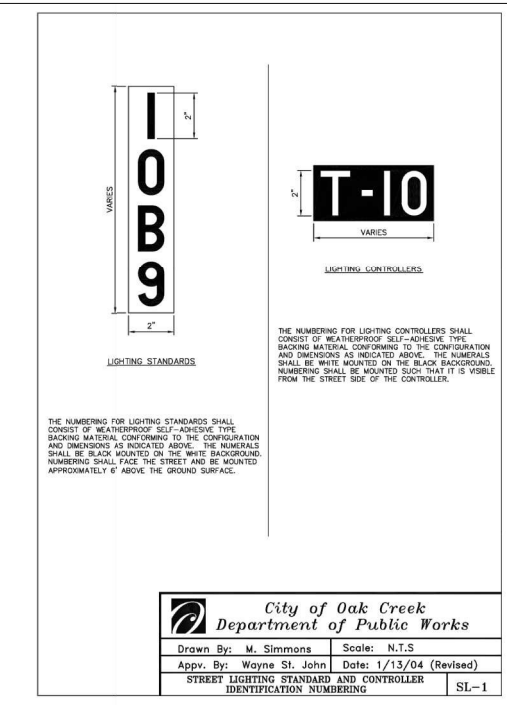 I
0
B
9
2"
VARIES
2"
LIGHTING STANDARDS
THE NUMBERING FOR LIGHTING STANDARDS SHALL
CONSIST OF WEATHERPROOF SELF-ADHESIVE TYPE
BACKING MATERIAL CONFORMING TO THE CONFIGURATION
AND DIMENSIONS AS INDICATED ABOVE. THE NUMERALS
SHALL BE BLACK MOUNTED ON THE WHITE BACKGROUND.
NUMBERING SHALL FACE THE STREET AND BE MOUNTED
APPROXIMATELY 6' ABOVE THE GROUND SURFACE.
T-10
2"
VARIES
LIGHTING CONTROLLERS
THE NUMBERING FOR LIGHTING CONTROLLERS SHALL
CONSIST OF WEATHERPROOF SELF-ADHESIVE TYPE
BACKING MATERIAL CONFORMING TO THE CONFIGURATION
AND DIMENSIONS AS INDICATED ABOVE. THE NUMERALS
SHALL BE WHITE MOUNTED ON THE BLACK BACKGROUND.
NUMBERING SHALL BE MOUNTED SUCH THAT IT IS VISIBLE
FROM THE STREET SIDE OF THE CONTROLLER.
City of Oak Creek
Department of Public Works
Drawn By: M. Simmons Scale: N.T.S
Appv. By: Wayne St. John Date: 1/13/04 (Revised)
STREET LIGHTING STANDARD AND CONTROLLER
IDENTIFICATION NUMBERING
SL-1